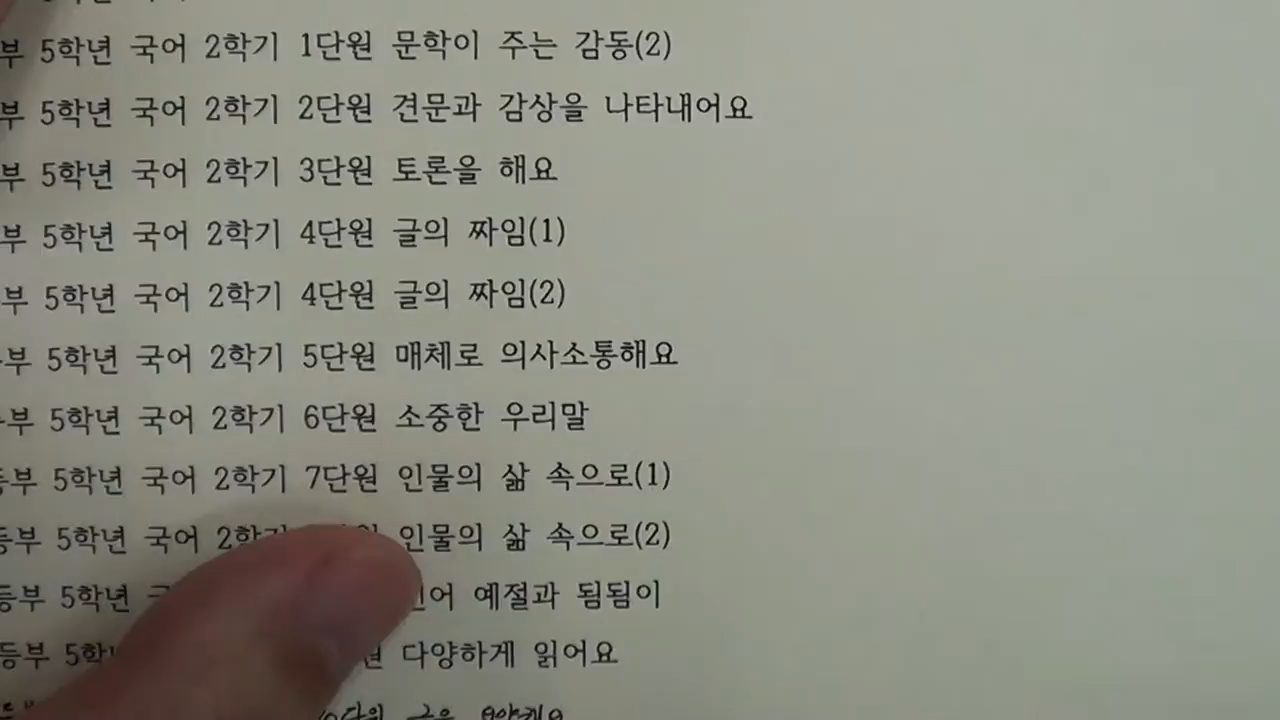 부 5학년 국어 2학기 1단원 문학이 주는 감동(2)
부 5학년 국어 2학기 2단원 견문과 감상을 나타내어요
부 5학년 국어 2학기 3단원 토론을 해요
부 5학년 국어 2학기 4단원 글의 짜임(1)
부 5학년 국어 2학기 4단원 글의 짜임(2)
부 5학년 국어 2학기 5단원 매체로 의사소통해요
부 5학년 국어 2학기 6단원 소중한 우리말
등부 5학년 국어 2학기 7단원 인물의 삶 속으로(1)
등부 5학년 국어 인물의 삶 속으로(2)
등부 5학년 예절과 됨됨이
등부 다양하게 읽어요